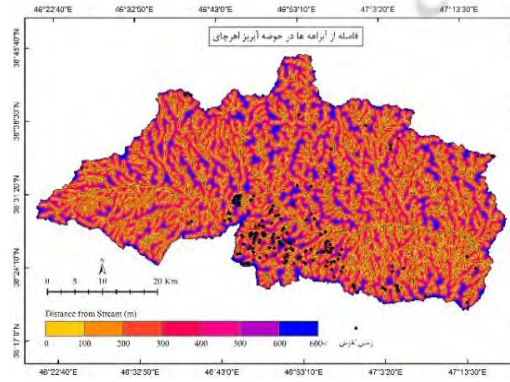 46°22'40"E 46°32'50"E 46°43'0"E 46°53'10"E 47°3'20"E 47°13'30"E
فاصله از آبراهه ها در حوضه آبریز اهرچای
38°45'40"N
38°38'30"N
38°31'20"N
38°24'10"N
38°17'0"N
N
0 5 10 20 Km
Distance from Stream (m)
0 100 200 300 400 500 600 600<
زمین لغزش
46°22'40"E 46°32'50"E 46°43'0"E 46°53'10"E 47°3'20"E 47°13'30"E